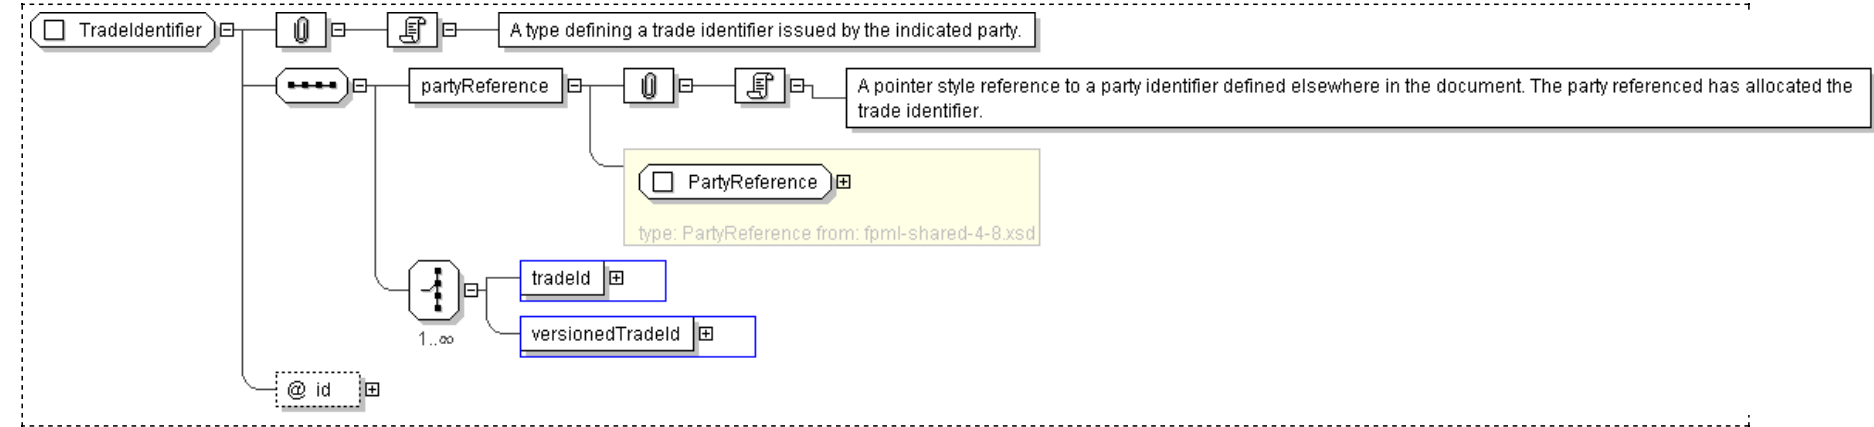 TradeIdentifier
A type defining a trade identifier issued by the indicated party.
partyReference
A pointer style reference to a party identifier defined elsewhere in the document. The party referenced has allocated the
trade identifier.
PartyReference
type: PartyReference from: fpml-shared-4-8.xsd
tradeId
1..∞
versionedTradeId
@ id